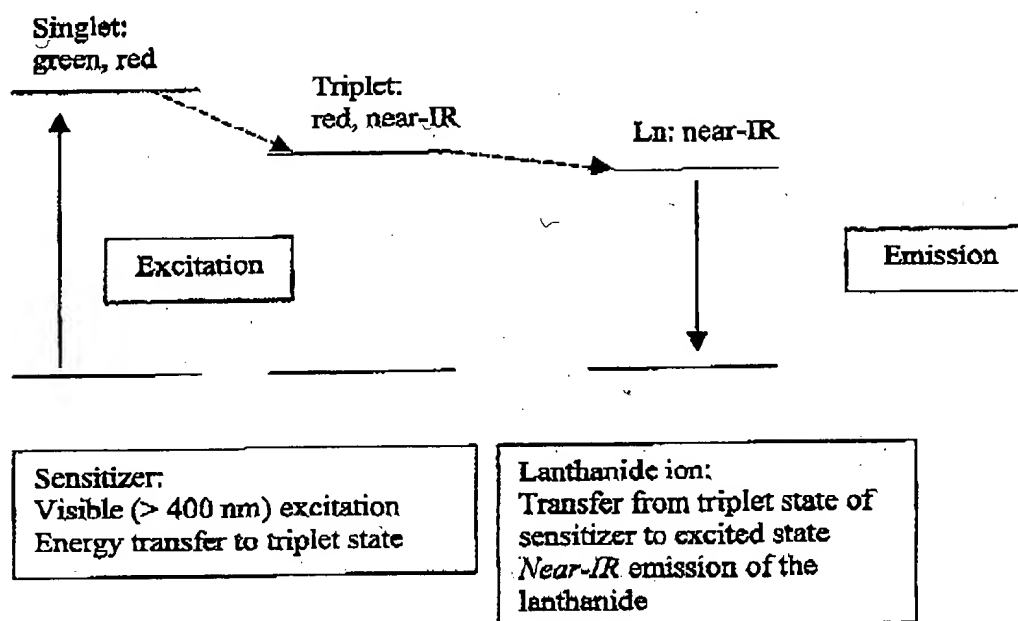 Singlet:
green, red
Triplet:
red, near-IR
Ln: near-IR
Excitation
Emission
Sensitizer:
Visible (> 400 nm) excitation
Energy transfer to triplet state
Lanthanide ion:
Transfer from triplet state of
sensitizer to excited state
Near-IR emission of the
lanthanide